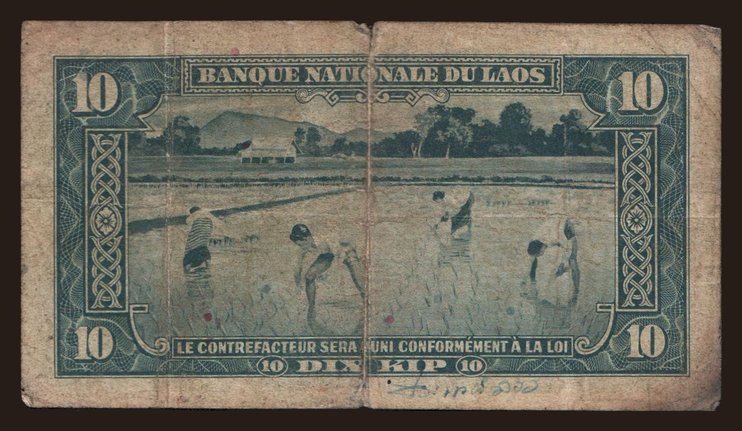 BANQUE NATIONALE DU LAOS
10 10
10 10
LE CONTREFACTEUR SERA PUNI CONFORMÉMENT À LA LOI
10 DIX KIP 10